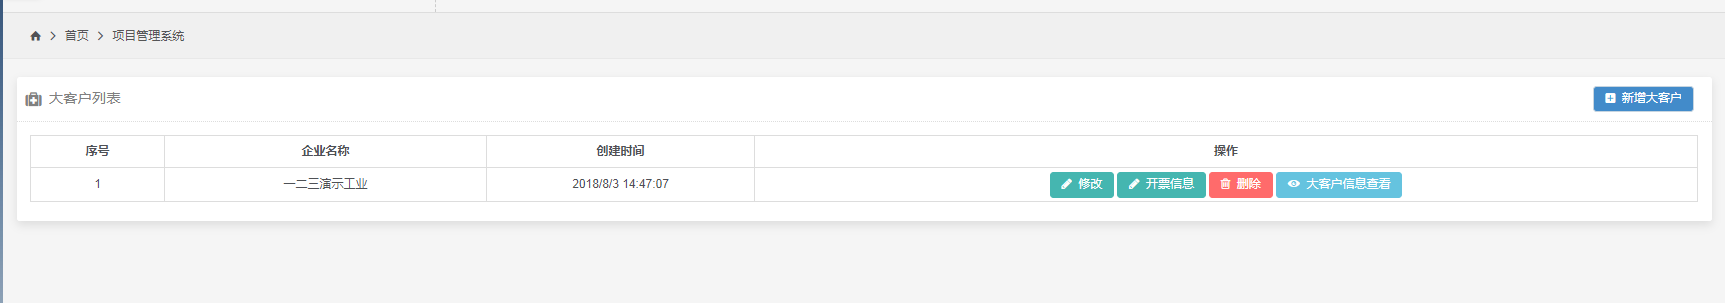 首页 项目管理系统
大客户列表 新增大客户
序号 企业名称 创建时间 操作
1 一二三演示工业 2018/8/3 14:47:07 修改 开票信息 删除 大客户信息查看